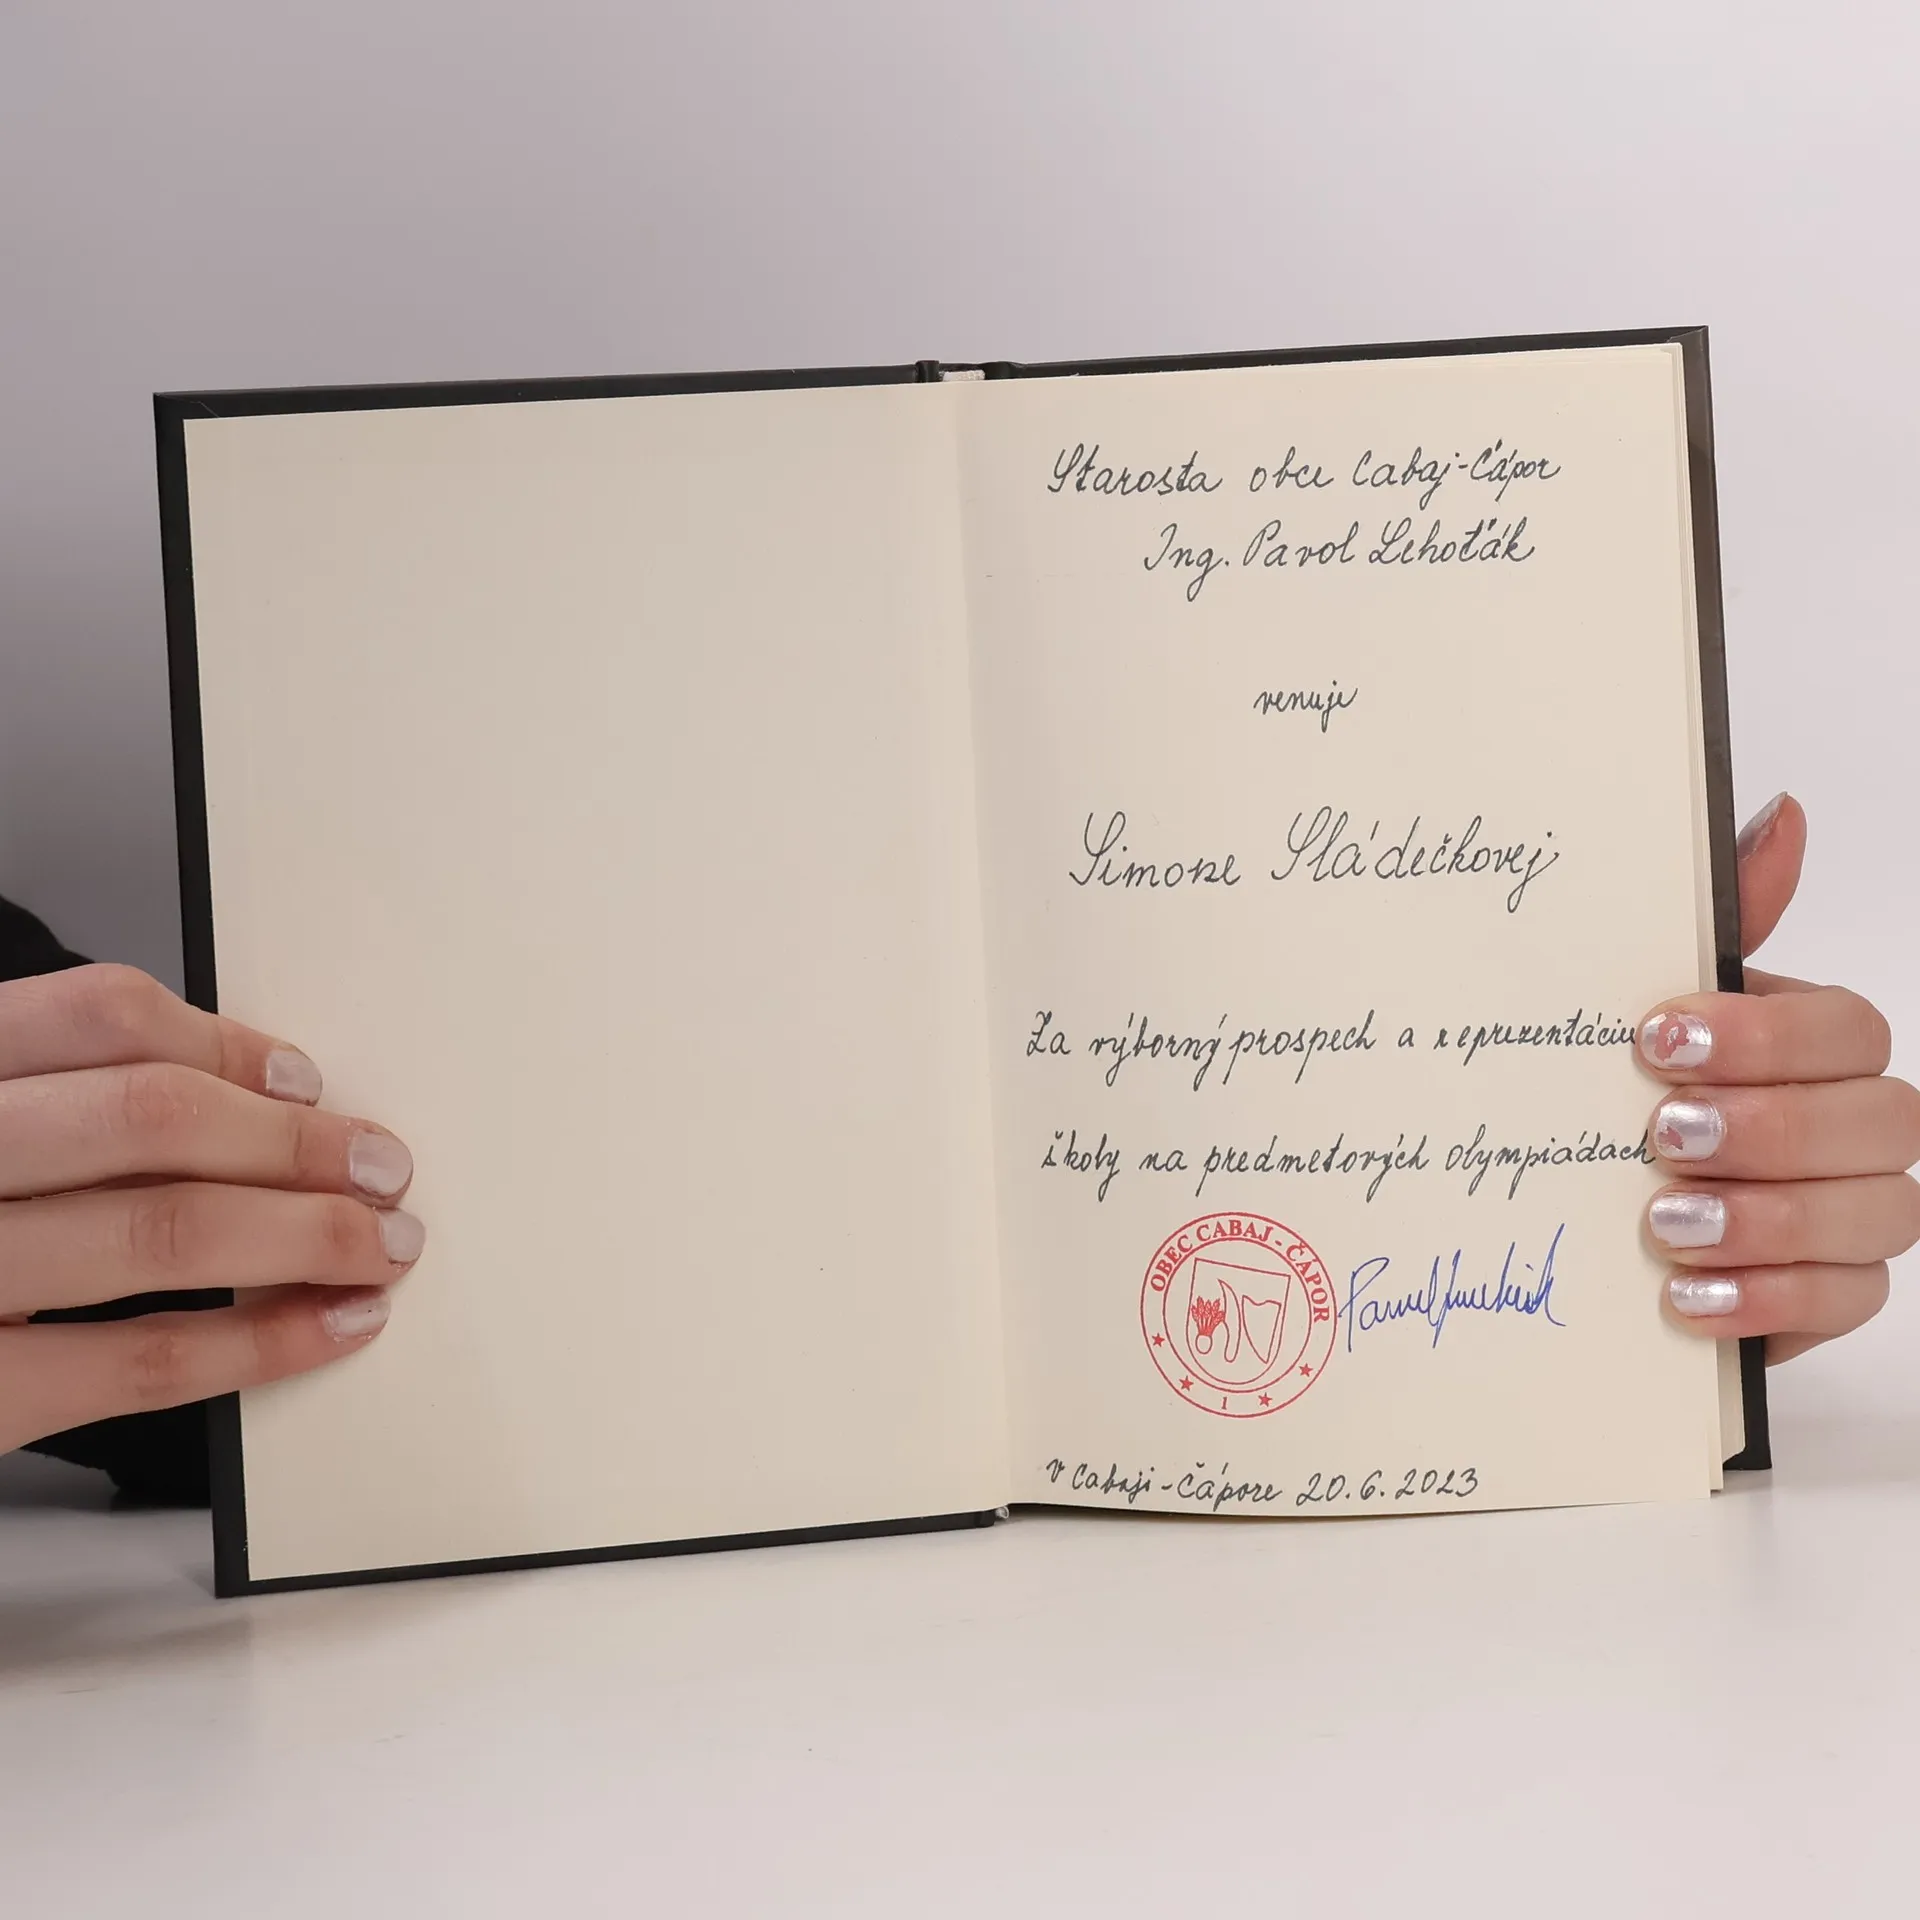 Starosta obce Cabaj-Čápor
Ing. Pavol Lehoťák
venuje
Simone Sládečkovej
Za výborný prospech a reprezentáciu
školy na predmetových olympiádach
OBEC CABAJ - ČÁPOR
1
v Cabaji-Čápore 20.6.2023